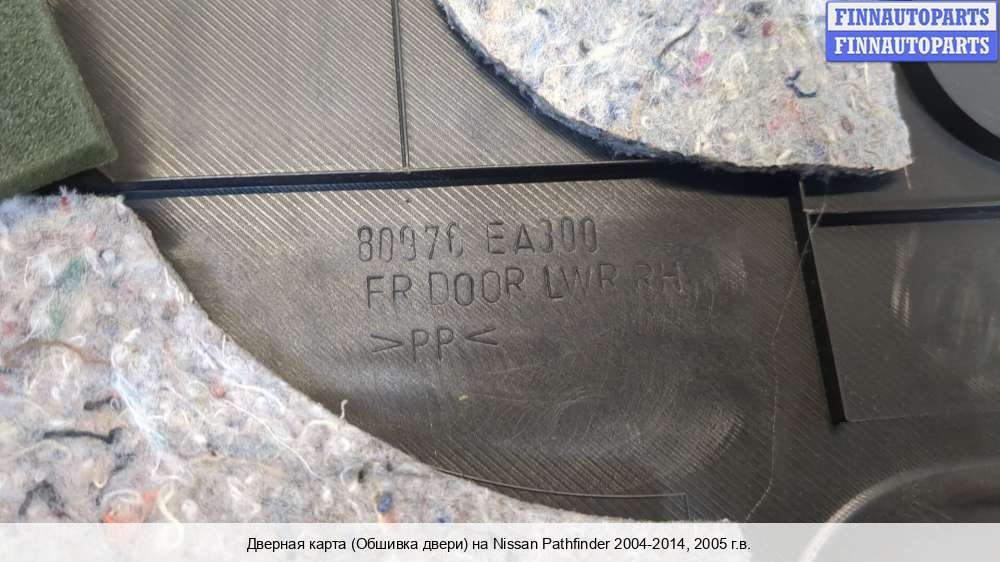 FINNAUTOPARTS
FINNAUTOPARTS
80976 EA300
FR DOOR LWR RH
>PP<
Дверная карта (Обшивка двери) на Nissan Pathfinder 2004-2014, 2005 г.в.